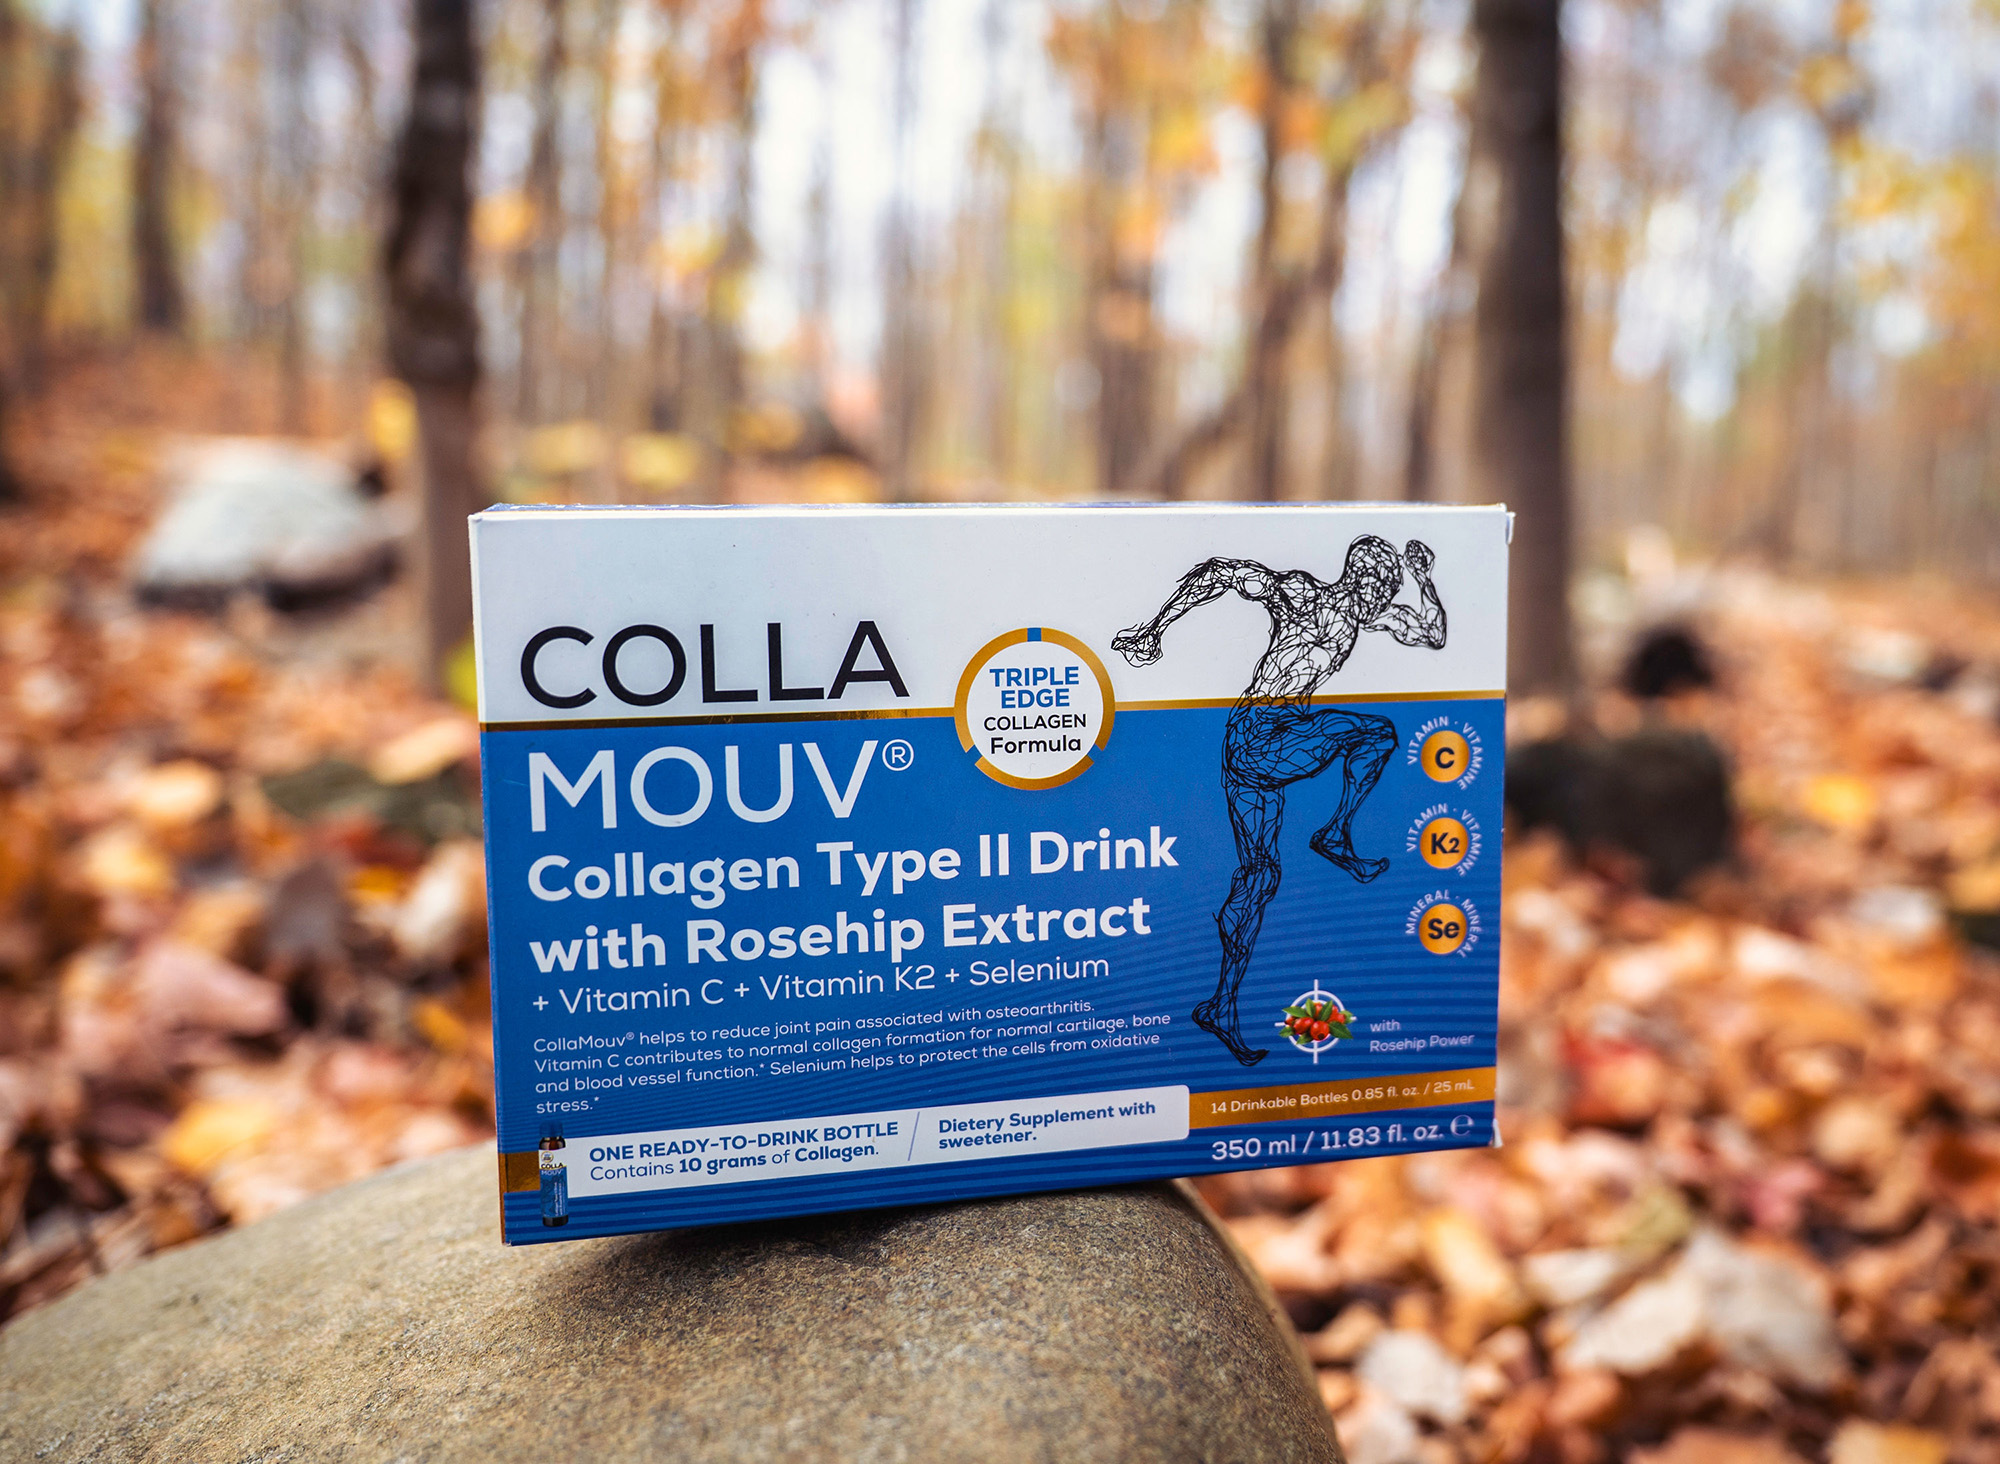 COLLA
MOUV®
TRIPLE
EDGE
COLLAGEN
Formula
Collagen Type II Drink
with Rosehip Extract
+ Vitamin C + Vitamin K2 + Selenium
CollaMouv® helps to reduce joint pain associated with osteoarthritis.
Vitamin C contributes to normal collagen formation for normal cartilage, bone
and blood vessel function.* Selenium helps to protect the cells from oxidative
stress.*
VITAMIN · VITAMINE
C
VITAMIN · VITAMINE
K2
MINERAL · MINERAL
Se
with
Rosehip Power
ONE READY-TO-DRINK BOTTLE
Contains 10 grams of Collagen.
Dietary Supplement with
sweetener.
14 Drinkable Bottles 0.85 fl. oz. / 25 mL
350 ml / 11.83 fl. oz. ℮
COLLA
MOUV